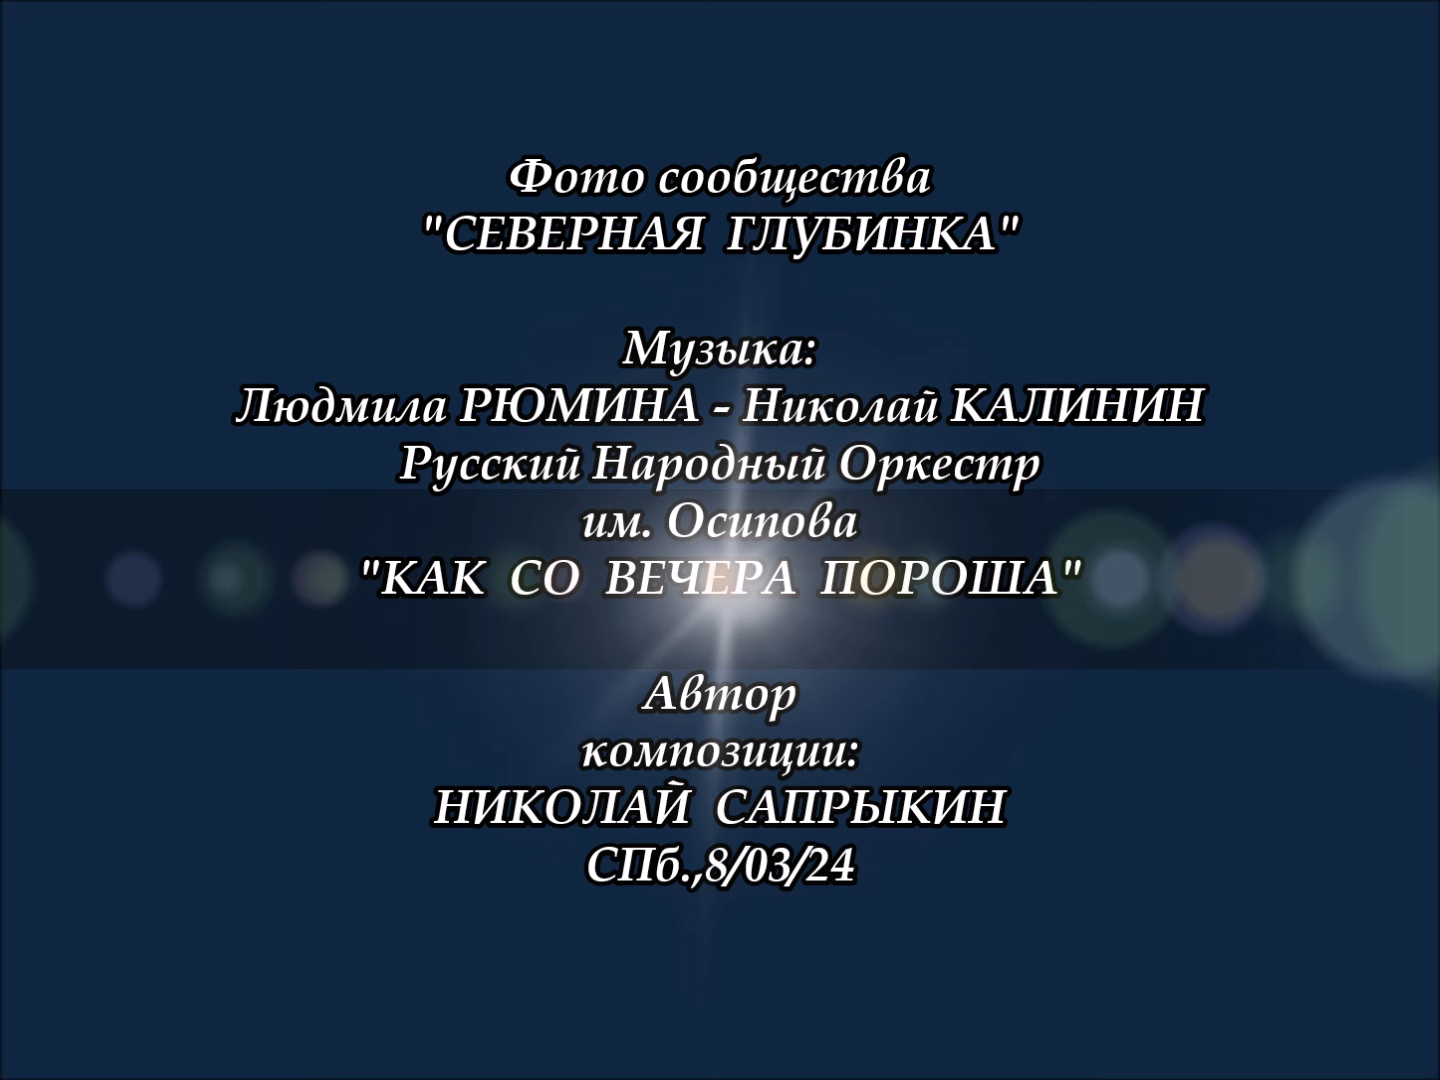 Фото сообщества
"СЕВЕРНАЯ ГЛУБИНКА"
Музыка:
Людмила РЮМИНА - Николай КАЛИНИН
Русский Народный Оркестр
им. Осипова
"КАК СО ВЕЧЕРА ПОРОША"
Автор
композиции:
НИКОЛАЙ САПРЫКИН
СПб.,8/03/24